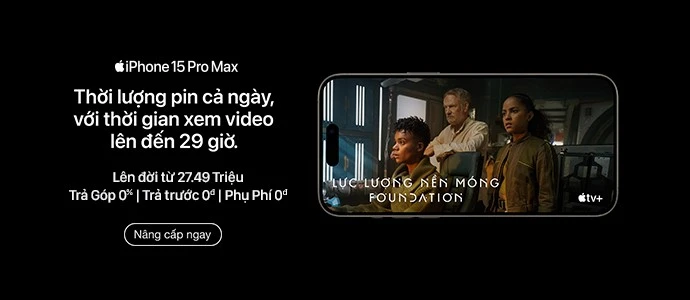 iPhone 15 Pro Max
Thời lượng pin cả ngày,
với thời gian xem video
lên đến 29 giờ.
Lên đời từ 27.49 Triệu
Trả Góp 0% | Trả trước 0đ | Phụ Phí 0đ
Nâng cấp ngay
LỰC LƯỢNG NỀN MÓNG
FOUNDATION
tv+